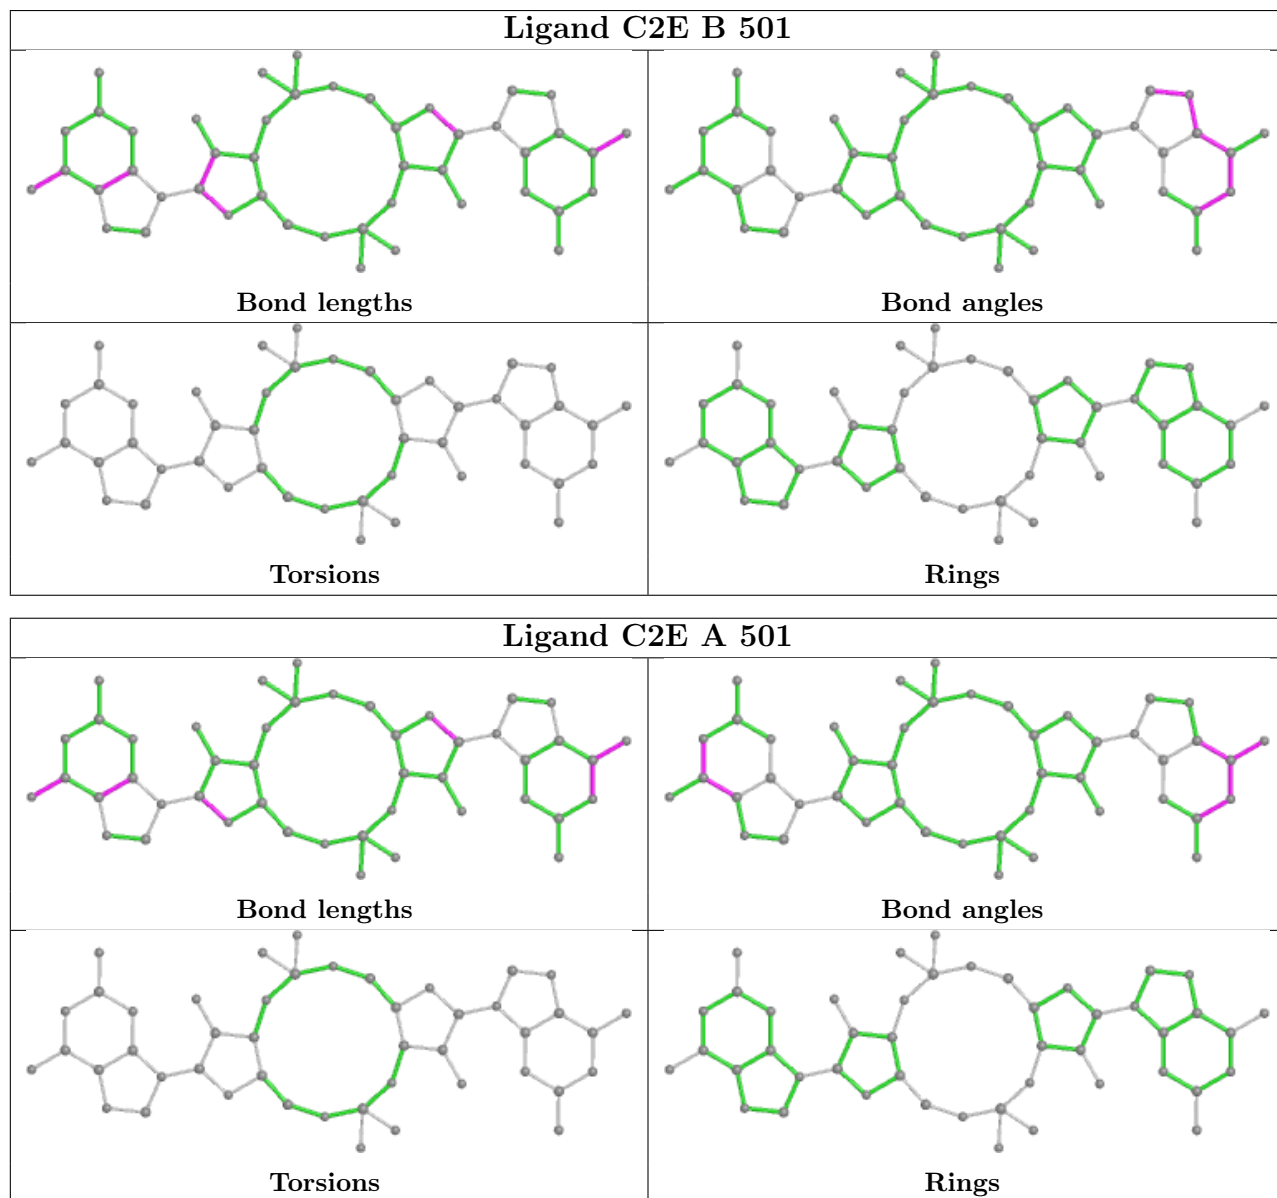 Ligand C2E B 501
Bond lengths
Bond angles
Torsions
Rings
Ligand C2E A 501
Bond lengths
Bond angles
Torsions
Rings